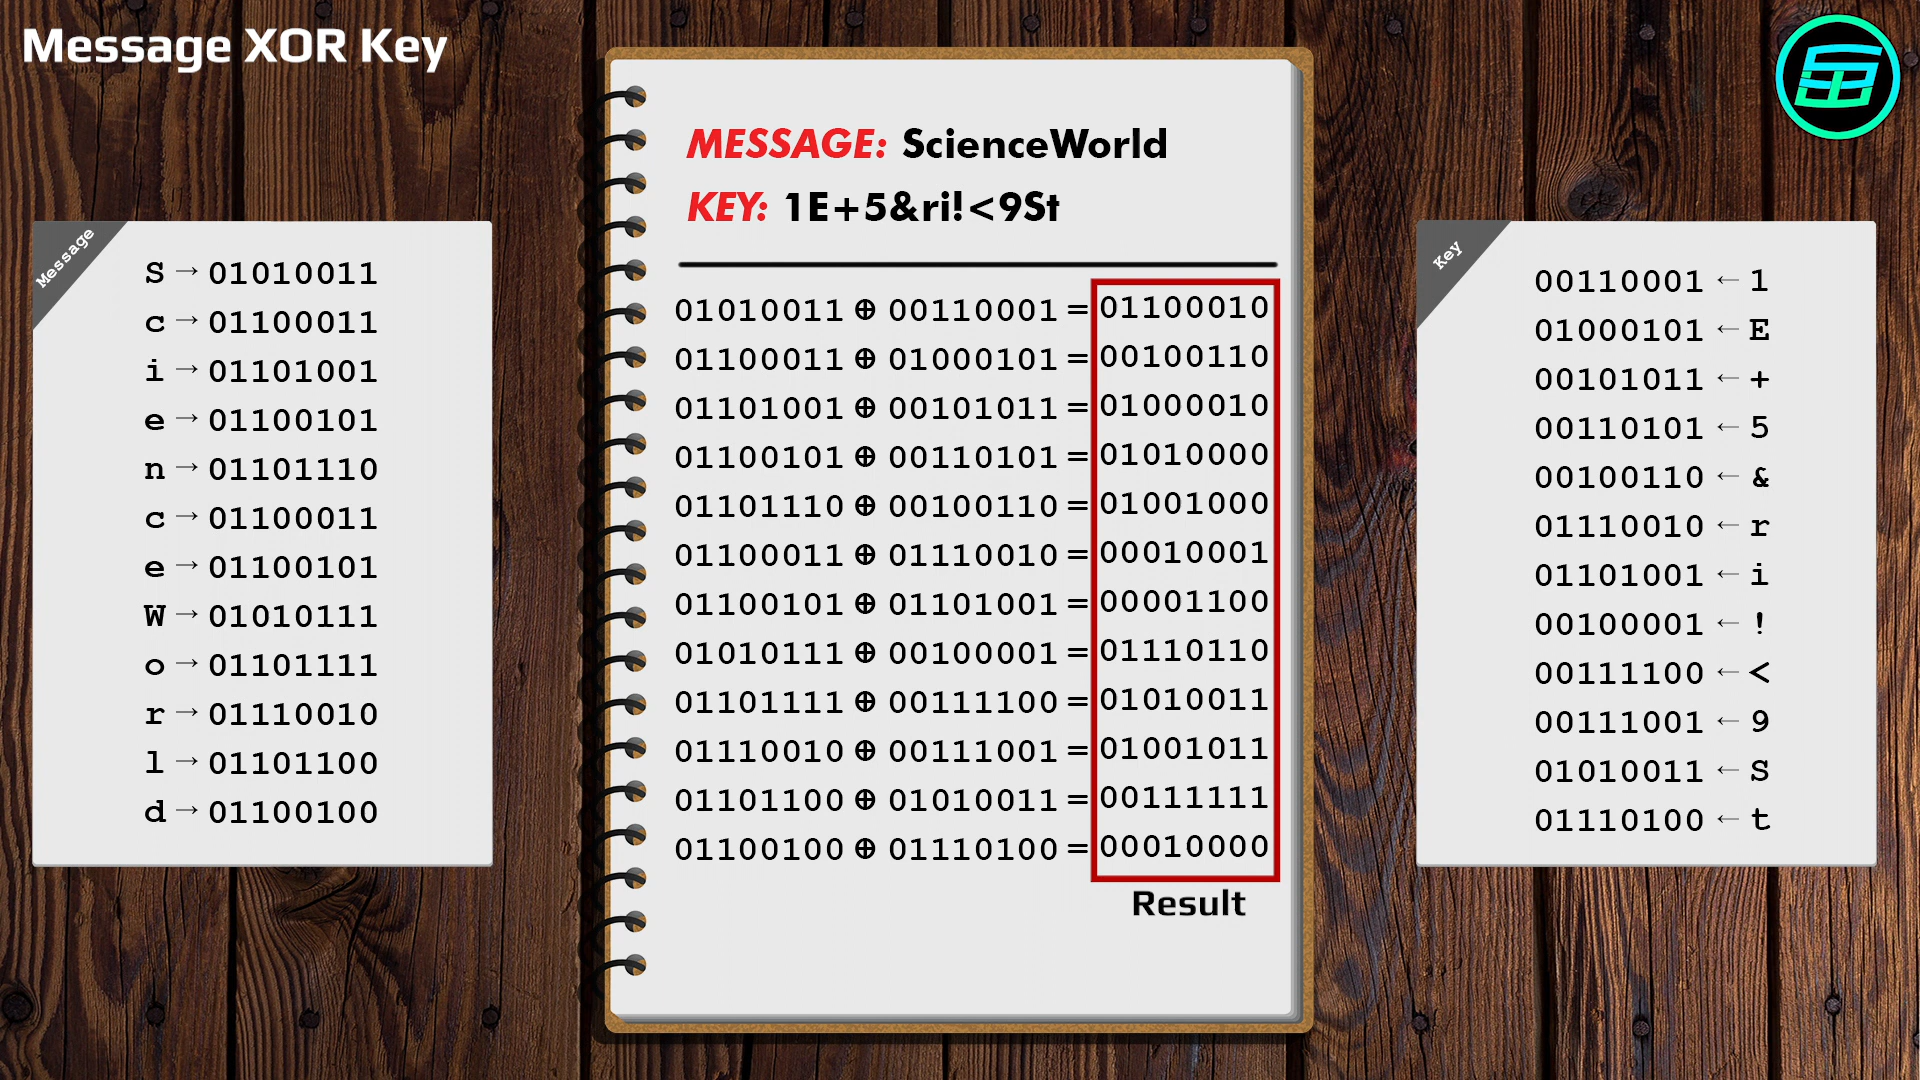 Message XOR Key
Message
S → 01010011
c → 01100011
i → 01101001
e → 01100101
n → 01101110
c → 01100011
e → 01100101
W → 01010111
o → 01101111
r → 01110010
l → 01101100
d → 01100100
MESSAGE: ScienceWorld
KEY: 1E+5&ri!<9St
01010011 ⊕ 00110001 = 01100010
01100011 ⊕ 01000101 = 00100110
01101001 ⊕ 00101011 = 01000010
01100101 ⊕ 00110101 = 01010000
01101110 ⊕ 00100110 = 01001000
01100011 ⊕ 01110010 = 00010001
01100101 ⊕ 01101001 = 00001100
01010111 ⊕ 00100001 = 01110110
01101111 ⊕ 00111100 = 01010011
01110010 ⊕ 00111001 = 01001011
01101100 ⊕ 01010011 = 00111111
01100100 ⊕ 01110100 = 00010000
Result
Key
00110001 ← 1
01000101 ← E
00101011 ← +
00110101 ← 5
00100110 ← &
01110010 ← r
01101001 ← i
00100001 ← !
00111100 ← <
00111001 ← 9
01010011 ← S
01110100 ← t